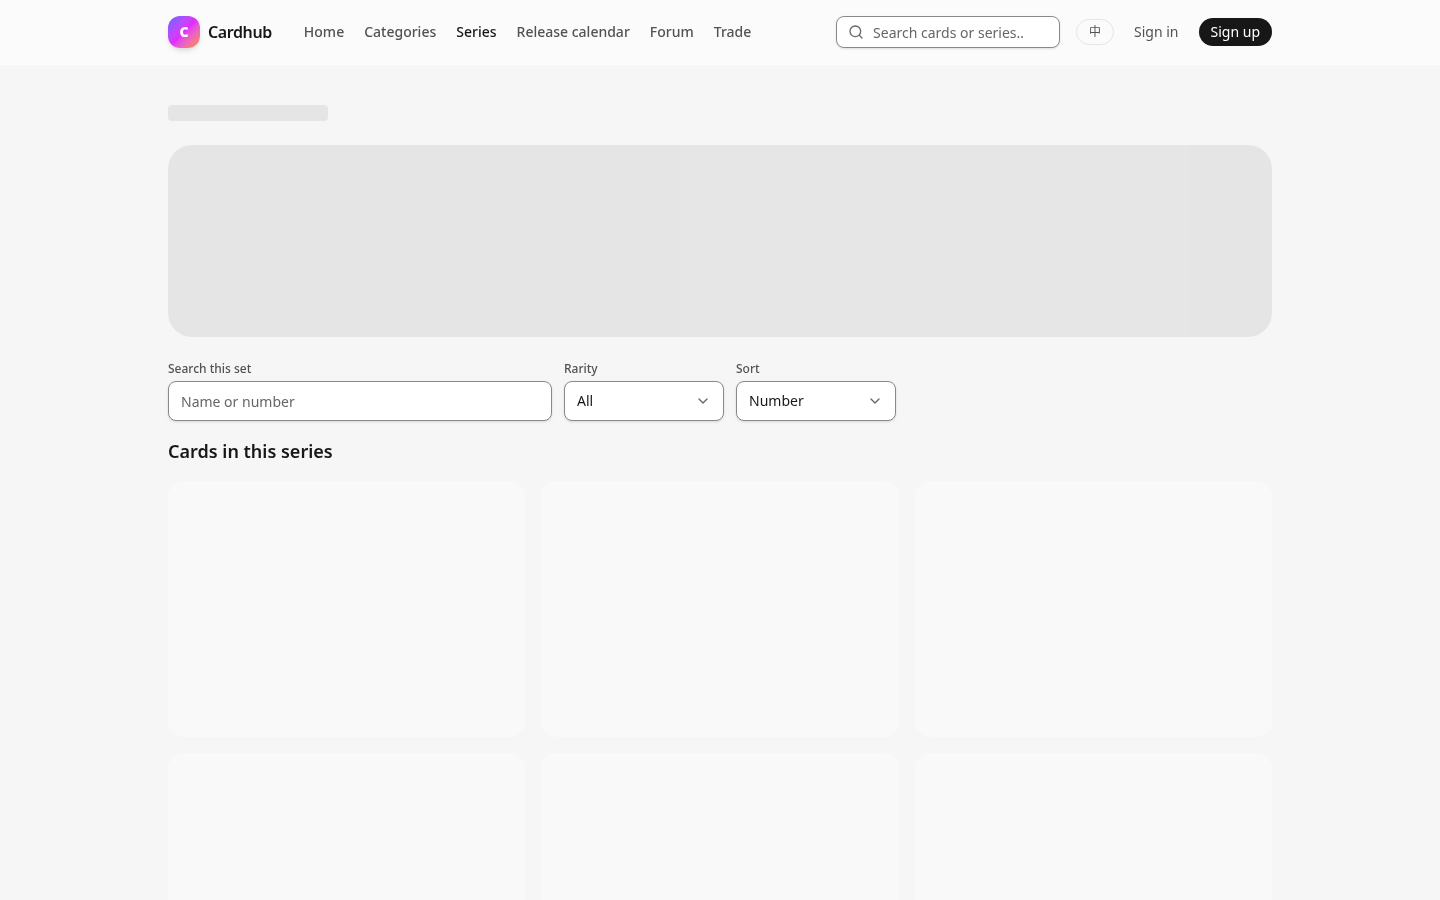 C Cardhub Home Categories Series Release calendar Forum Trade Search cards or series.. 中 Sign in Sign up
Search this set Rarity Sort
Name or number All Number
Cards in this series